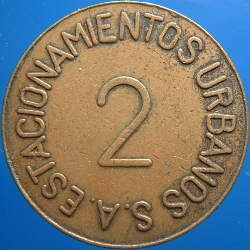 ESTACIONAMIENTOS URBANOS S.A.
2